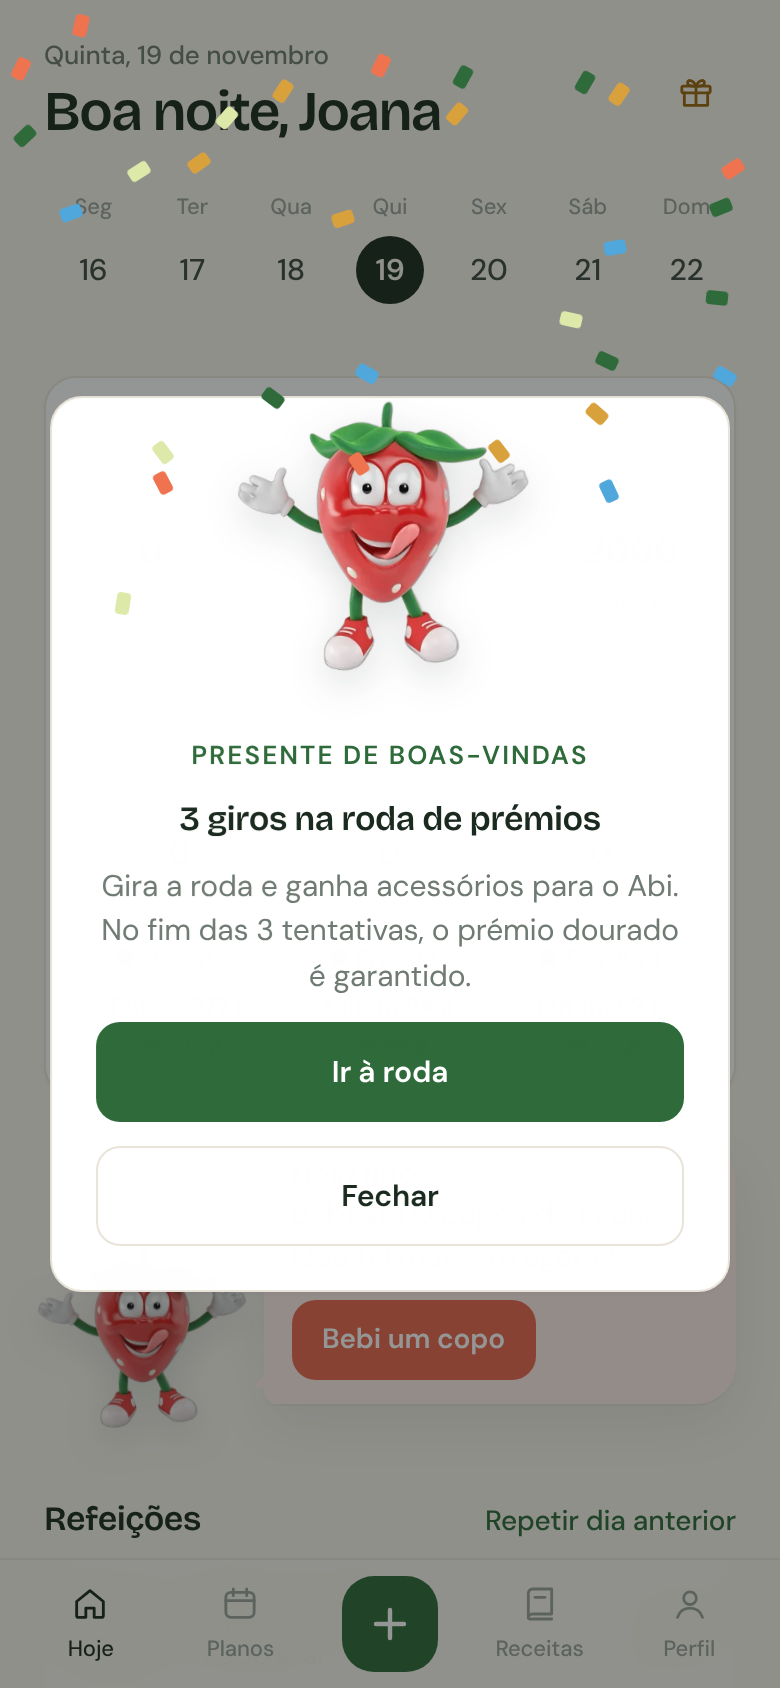 Quinta, 19 de novembro
Boa noite, Joana
Seg Ter Qua Qui Sex Sáb Dom
16 17 18 19 20 21 22
PRESENTE DE BOAS-VINDAS
3 giros na roda de prémios
Gira a roda e ganha acessórios para o Abi.
No fim das 3 tentativas, o prémio dourado
é garantido.
Ir à roda
Fechar
Bebi um copo
Refeições
Repetir dia anterior
Hoje Planos Receitas Perfil